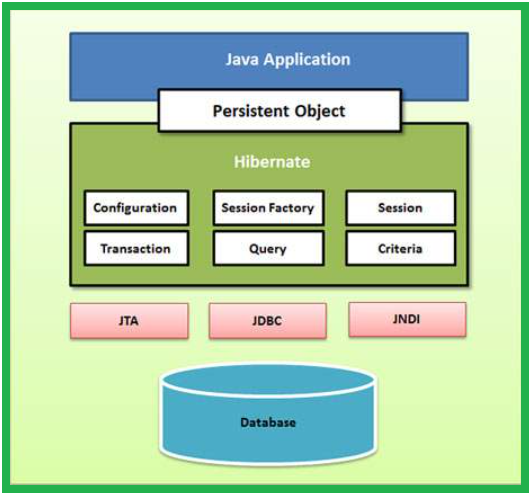 Java Application
Persistent Object
Hibernate
Configuration
Session Factory
Session
Transaction
Query
Criteria
JTA
JDBC
JNDI
Database